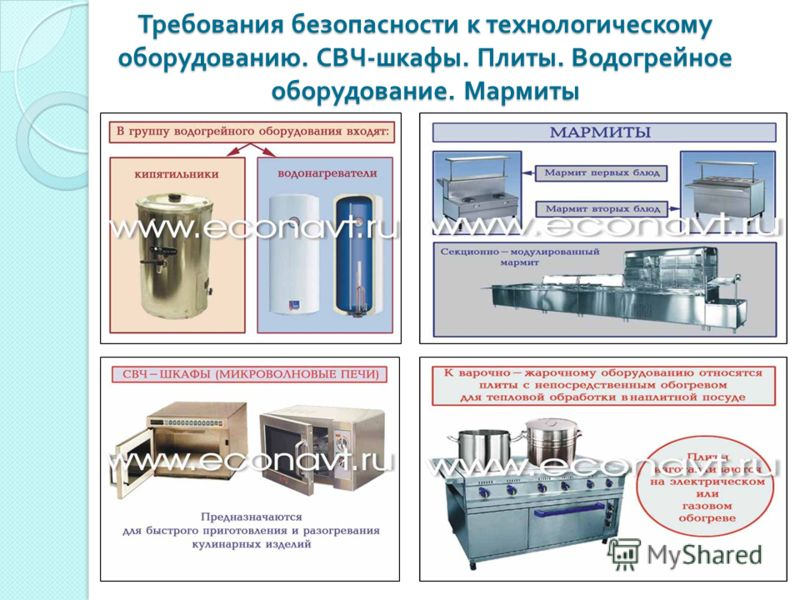 Требования безопасности к технологическому
оборудованию. СВЧ-шкафы. Плиты. Водогрейное
оборудование. Мармиты
В группу водогрейного оборудования входят:
кипятильники
водонагреватели
www.econavt.ru
МАРМИТЫ
Мармит первых блюд
Мармит вторых блюд
www.econavt.ru
Секционно – модулированный
мармит
СВЧ – ШКАФЫ (МИКРОВОЛНОВЫЕ ПЕЧИ)
www.econavt.ru
Предназначаются
для быстрого приготовления и разогревания
кулинарных изделий
К варочно – жарочному оборудованию относятся
плиты с непосредственным обогревом
для тепловой обработки в наплитной посуде
www.econavt.ru
Плиты
изготавливаются
на электрическом
или
газовом
обогреве
MyShared